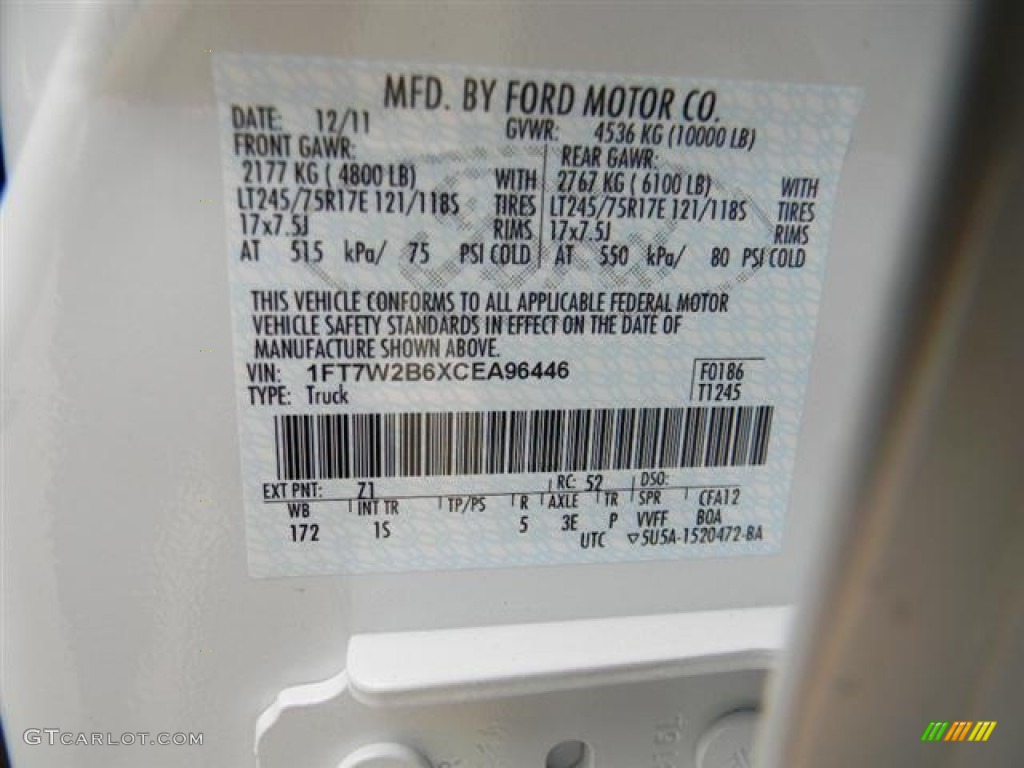 MFD. BY FORD MOTOR CO.
DATE: 12/11 GVWR: 4536 KG (10000 LB)
FRONT GAWR: REAR GAWR:
2177 KG ( 4800 LB) WITH 2767 KG ( 6100 LB) WITH
LT245/75R17E 121/118S TIRES LT245/75R17E 121/118S TIRES
17x7.5J RIMS 17x7.5J RIMS
AT 515 kPa/ 75 PSI COLD AT 550 kPa/ 80 PSI COLD
THIS VEHICLE CONFORMS TO ALL APPLICABLE FEDERAL MOTOR
VEHICLE SAFETY STANDARDS IN EFFECT ON THE DATE OF
MANUFACTURE SHOWN ABOVE.
VIN: 1FT7W2B6XCEA96446 F0186
TYPE: Truck T1245
EXT PNT: Z1 RC: 52 DSO:
WB INT TR TP/PS R AXLE TR SPR CFA12
172 1S 5 3E P VVFF BOA
UTC ▽5U5A-1520472-BA
GTCARLOT.COM